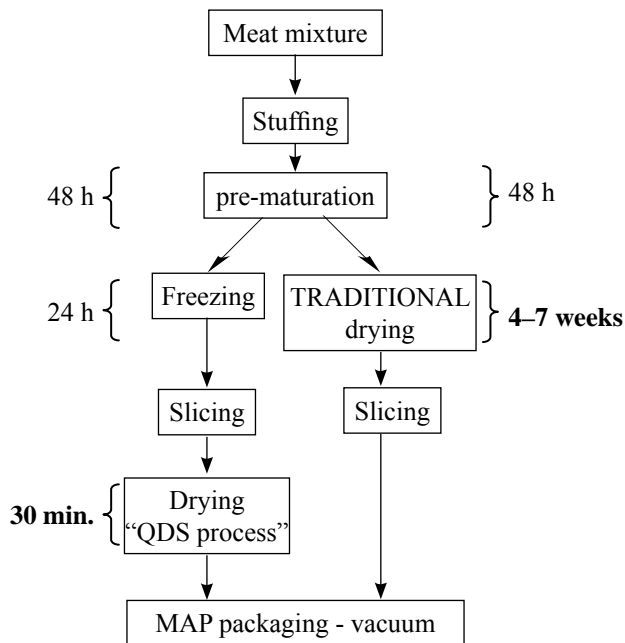 Meat mixture
Stuffing
48 h
pre-maturation
48 h
24 h
Freezing
TRADITIONAL
drying
4–7 weeks
Slicing
Slicing
30 min.
Drying
“QDS process”
MAP packaging - vacuum